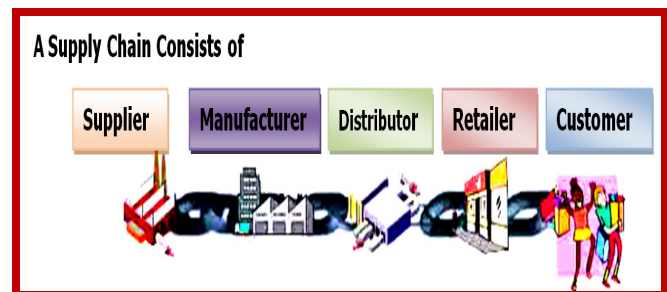 A Supply Chain Consists of
Supplier Manufacturer Distributor Retailer Customer